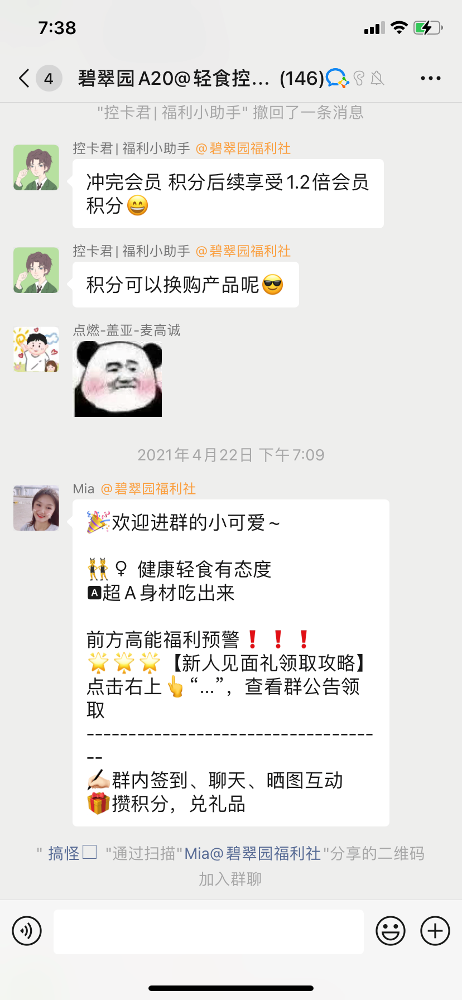 7:38
4 碧翠园A20@轻食控... (146)
"控卡君|福利小助手" 撤回了一条消息
控卡君|福利小助手 @碧翠园福利社
冲完会员 积分后续享受1.2倍会员
积分😄
控卡君|福利小助手 @碧翠园福利社
积分可以换购产品呢😎
点燃-盖亚-麦高诚
2021年4月22日 下午7:09
Mia @碧翠园福利社
🎉欢迎进群的小可爱~
👯♀ 健康轻食有态度
🅰超A身材吃出来
前方高能福利预警❗❗❗
🌟🌟🌟【新人见面礼领取攻略】
点击右上👆“...”，查看群公告领
取
----------------------------------
--
✍🏻群内签到、聊天、晒图互动
🎁攒积分，兑礼品
" 搞怪□ "通过扫描"Mia@碧翠园福利社"分享的二维码
加入群聊